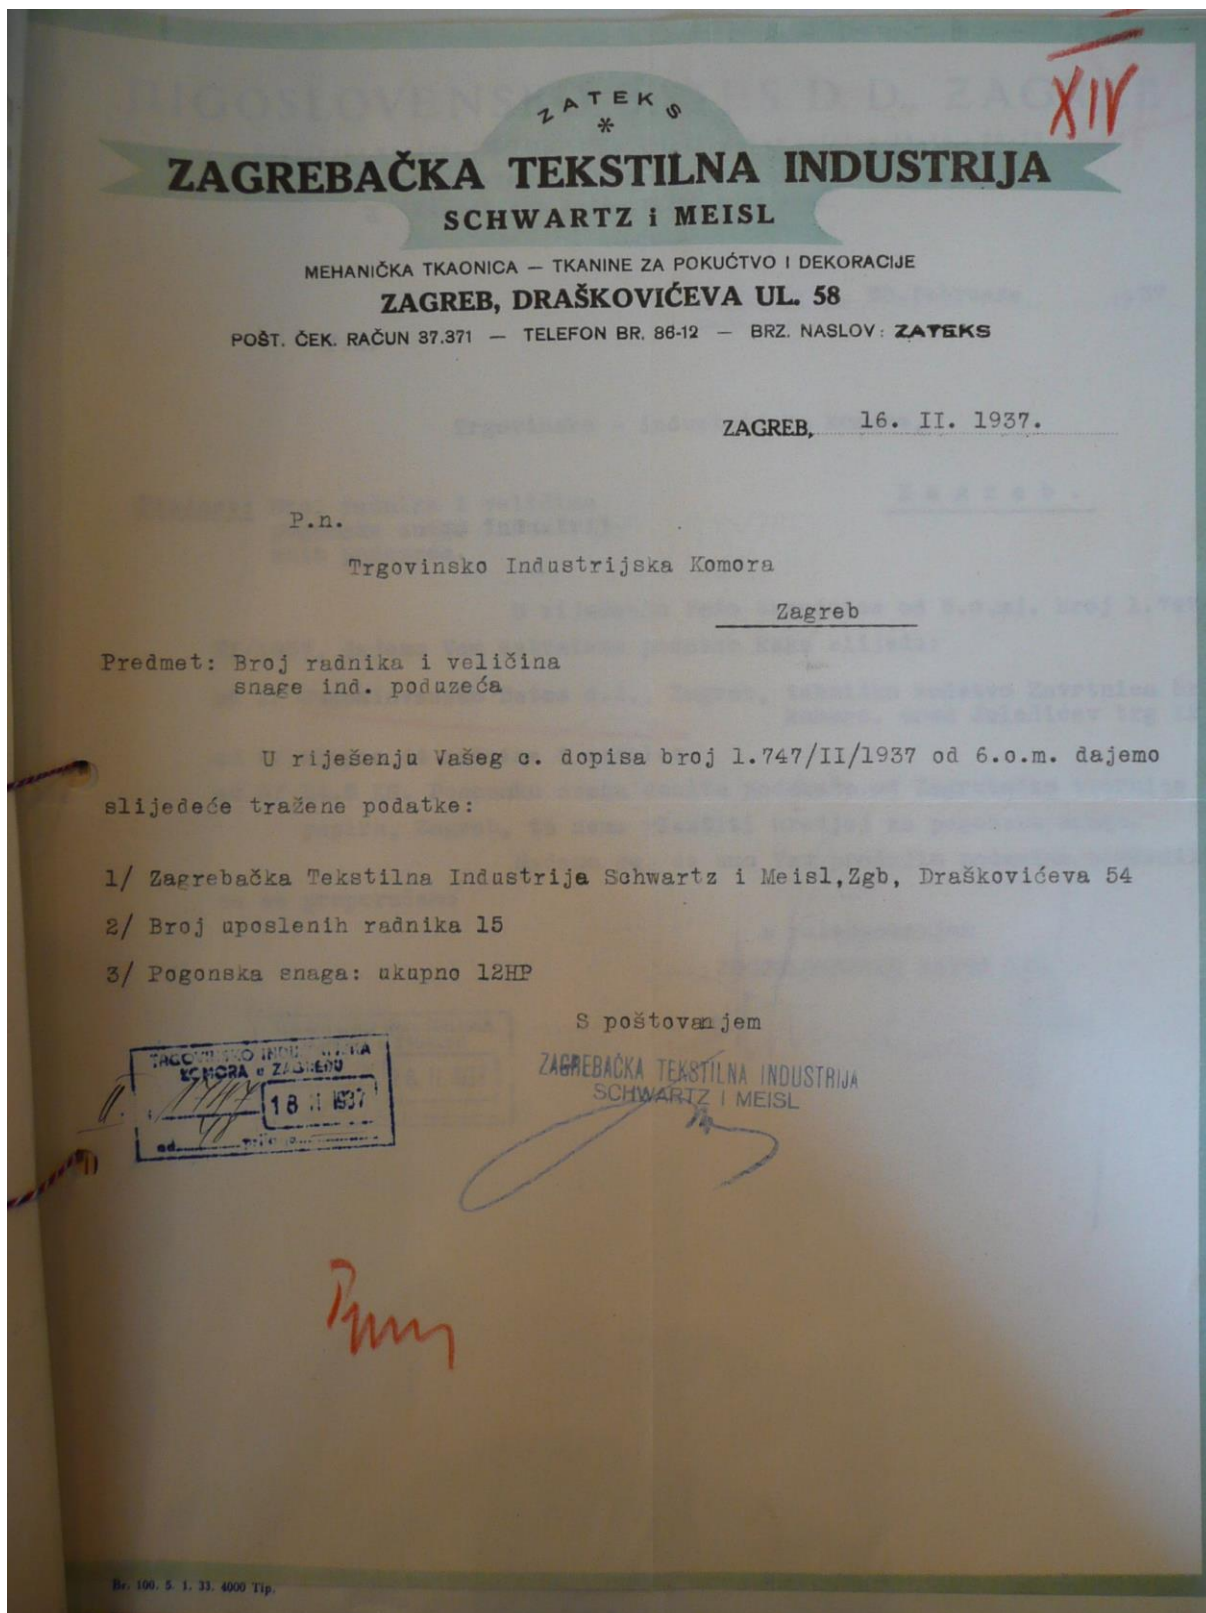 XIV
ZATEKS
*
ZAGREBAČKA TEKSTILNA INDUSTRIJA
SCHWARTZ i MEISL
MEHANIČKA TKAONICA — TKANINE ZA POKUĆTVO I DEKORACIJE
ZAGREB, DRAŠKOVIĆEVA UL. 58
POŠT. ČEK. RAČUN 37.371 — TELEFON BR. 86-12 — BRZ. NASLOV: ZATEKS
ZAGREB, 16. II. 1937.
P.n.
Trgovinsko Industrijska Komora
Zagreb
Predmet: Broj radnika i veličina
snage ind. poduzeća
U riješenju Vašeg c. dopisa broj 1.747/II/1937 od 6.o.m. dajemo
slijedeće tražene podatke:
1/ Zagrebačka Tekstilna Industrija Schwartz i Meisl,Zgb, Draškovićeva 54
2/ Broj uposlenih radnika 15
3/ Pogonska snaga: ukupno 12HP
S poštovanjem
TRGOVINSKO INDUSTRIJSKA
KOMORA u ZAGREBU
18 II 1937
ZAGREBAČKA TEKSTILNA INDUSTRIJA
SCHWARTZ I MEISL
Br. 100. 5. 1. 33. 4000 Tip.